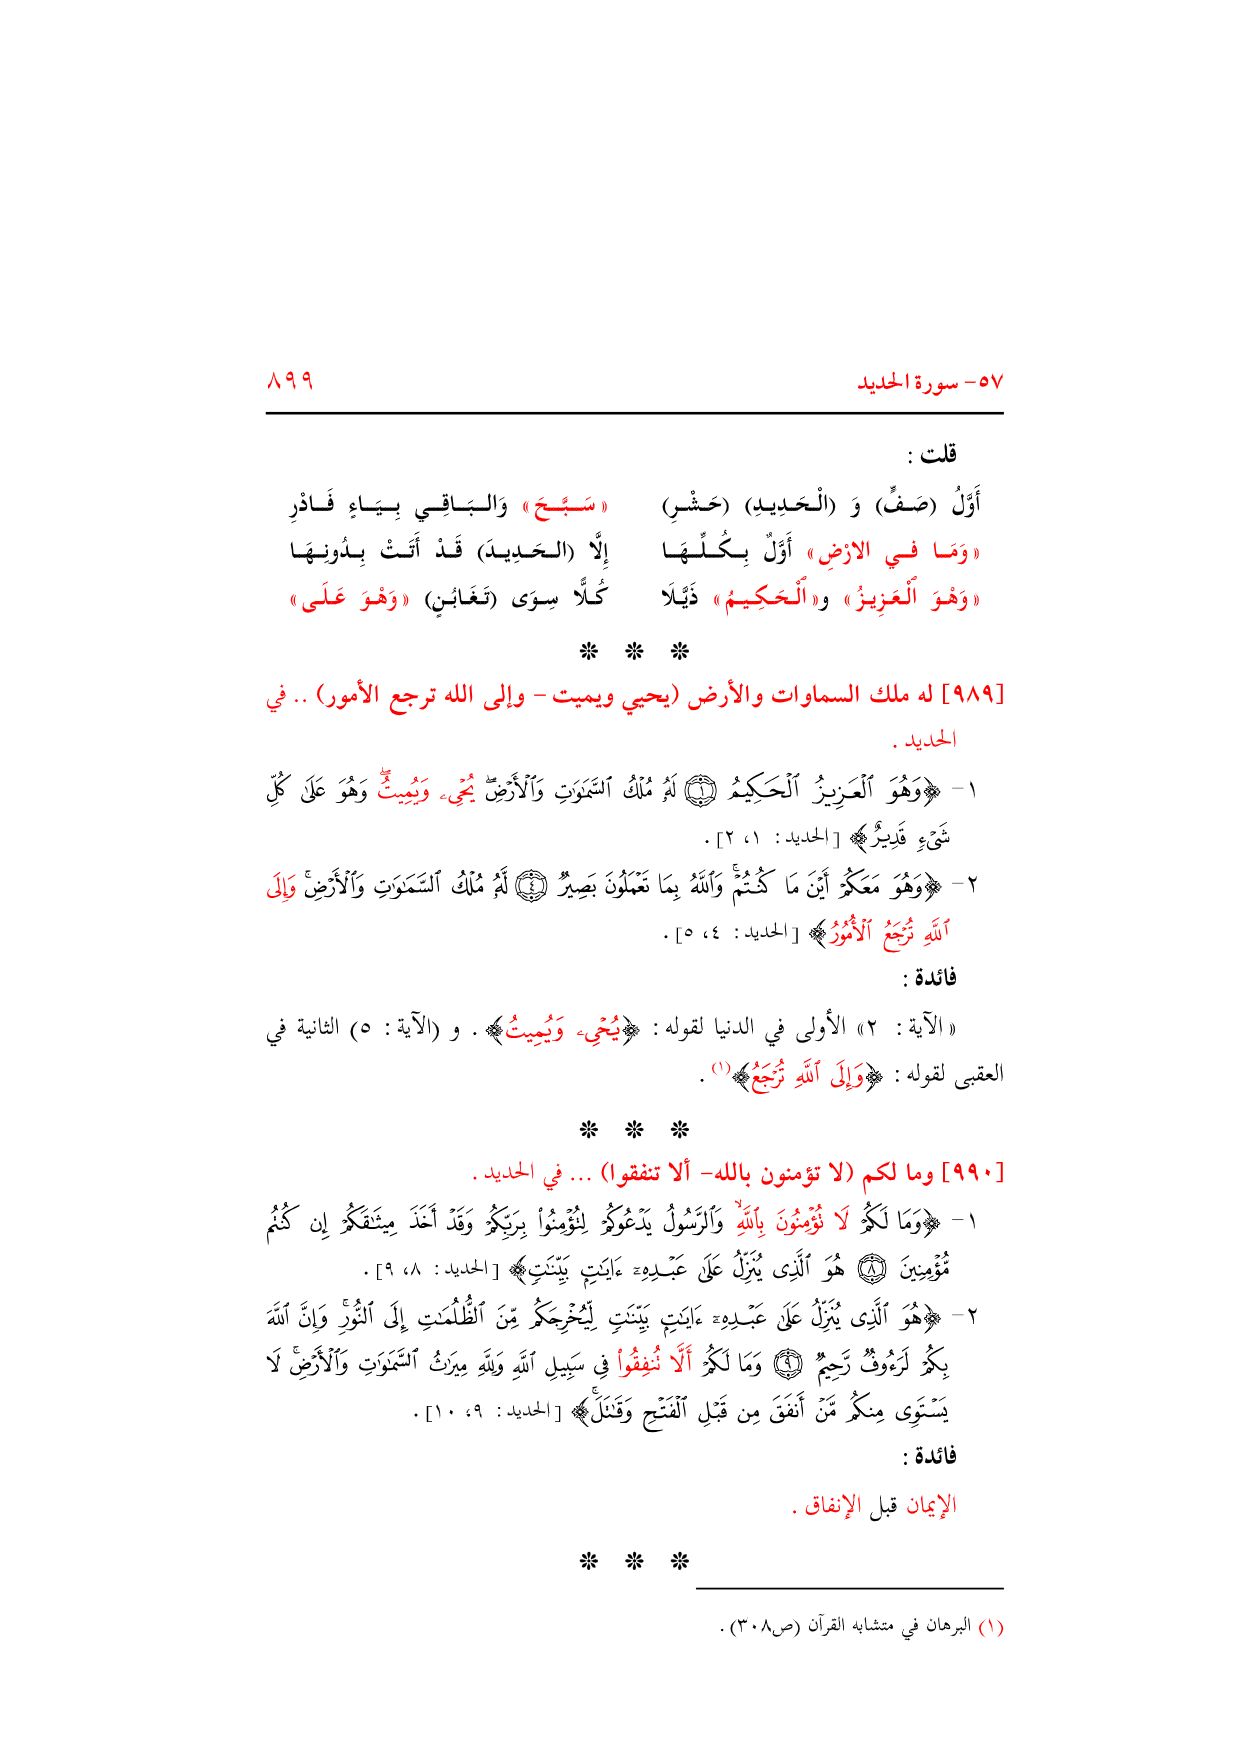 ٥٧- سورة الحديد ٨٩٩
قلت :
أَوَّلُ (صَفٍّ) وَ (الْحَدِيدِ) (حَشْرِ) «سَبَّحَ» وَالبَاقِي بِيَاءٍ فَادْرِ
«وَمَا فِي الارْضِ» أَوَّلٌ بِكُلِّهَا إِلَّا (الحَدِيدَ) قَدْ أَتَتْ بِدُونِهَا
«وَهْوَ ٱلْعَزِيزُ» و«ٱلْحَكِيمُ» ذَيَّلَا كُلًّا سِوَى (تَغَابُنٍ) «وَهْوَ عَلَى»
❊ ❊ ❊
[٩٨٩] له ملك السماوات والأرض (يحيي ويميت - وإلى الله ترجع الأمور) .. في
الحديد .
١- ﴿وَهُوَ ٱلْعَزِيزُ ٱلْحَكِيمُ ۝١ لَهُۥ مُلْكُ ٱلسَّمَٰوَٰتِ وَٱلْأَرْضِۖ يُحْىِۦ وَيُمِيتُۖ وَهُوَ عَلَىٰ كُلِّ
شَىْءٍ قَدِيرٌ﴾ [الحديد: ١، ٢].
٢- ﴿وَهُوَ مَعَكُمْ أَيْنَ مَا كُنتُمْۚ وَٱللَّهُ بِمَا تَعْمَلُونَ بَصِيرٌ ۝٤ لَّهُۥ مُلْكُ ٱلسَّمَٰوَٰتِ وَٱلْأَرْضِۚ وَإِلَى
ٱللَّهِ تُرْجَعُ ٱلْأُمُورُ﴾ [الحديد: ٤، ٥].
فائدة :
«الآية: ٢» الأولى في الدنيا لقوله: ﴿يُحْىِۦ وَيُمِيتُ﴾ . و (الآية: ٥) الثانية في
العقبى لقوله: ﴿وَإِلَى ٱللَّهِ تُرْجَعُ﴾(١) .
❊ ❊ ❊
[٩٩٠] وما لكم (لا تؤمنون بالله- ألا تنفقوا) ... في الحديد .
١- ﴿وَمَا لَكُمْ لَا تُؤْمِنُونَ بِٱللَّهِۙ وَٱلرَّسُولُ يَدْعُوكُمْ لِتُؤْمِنُوا۟ بِرَبِّكُمْ وَقَدْ أَخَذَ مِيثَٰقَكُمْ إِن كُنتُم
مُّؤْمِنِينَ ۝٨ هُوَ ٱلَّذِى يُنَزِّلُ عَلَىٰ عَبْدِهِۦٓ ءَايَٰتٍۭ بَيِّنَٰتٍ﴾ [الحديد: ٨، ٩].
٢- ﴿هُوَ ٱلَّذِى يُنَزِّلُ عَلَىٰ عَبْدِهِۦٓ ءَايَٰتٍۭ بَيِّنَٰتٍ لِّيُخْرِجَكُم مِّنَ ٱلظُّلُمَٰتِ إِلَى ٱلنُّورِۚ وَإِنَّ ٱللَّهَ
بِكُمْ لَرَءُوفٌ رَّحِيمٌ ۝٩ وَمَا لَكُمْ أَلَّا تُنفِقُوا۟ فِى سَبِيلِ ٱللَّهِ وَلِلَّهِ مِيرَٰثُ ٱلسَّمَٰوَٰتِ وَٱلْأَرْضِۚ لَا
يَسْتَوِى مِنكُم مَّنْ أَنفَقَ مِن قَبْلِ ٱلْفَتْحِ وَقَٰتَلَۚ﴾ [الحديد: ٩، ١٠].
فائدة :
الإيمان قبل الإنفاق .
❊ ❊ ❊
(١) البرهان في متشابه القرآن (ص٣٠٨) .